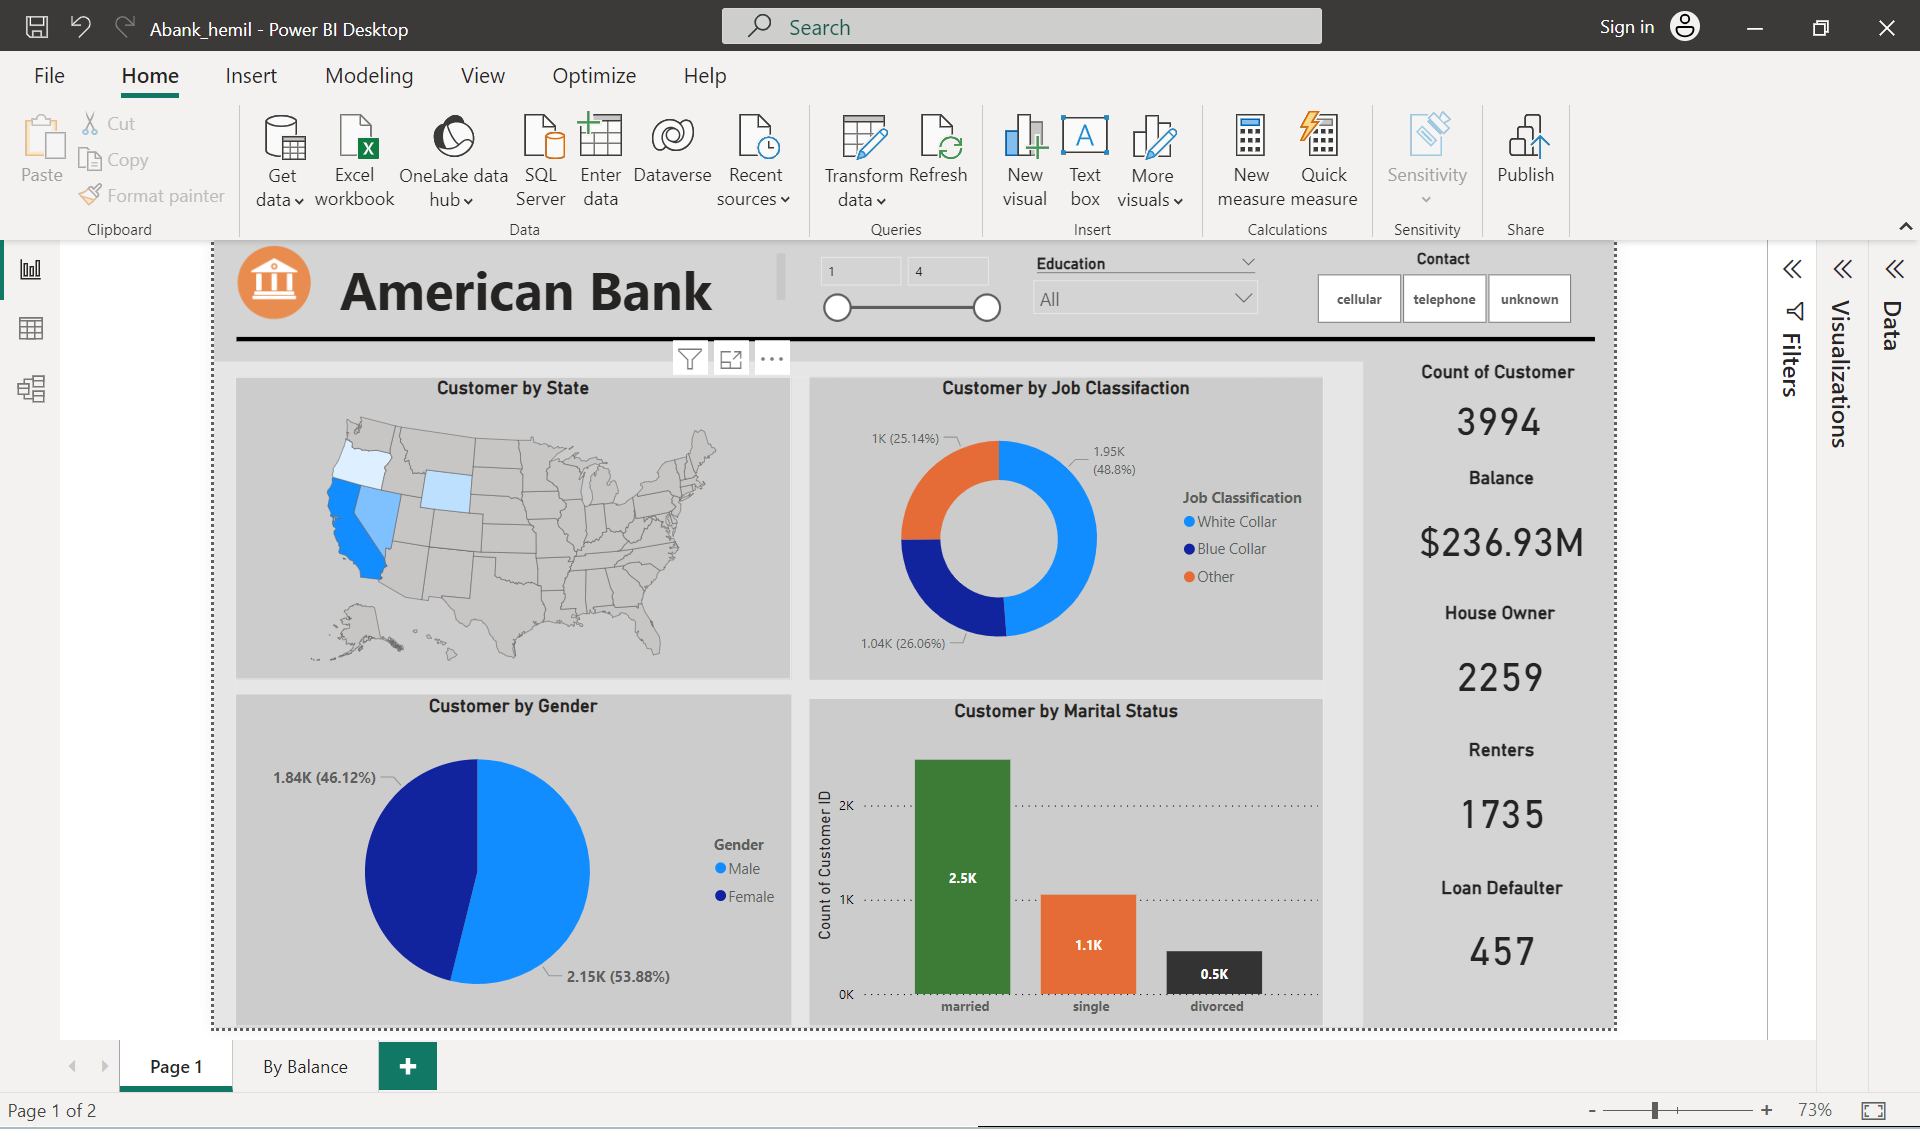 Abank_hemil - Power BI Desktop
Search
Sign in
File Home Insert Modeling View Optimize Help
Paste
Cut
Copy
Format painter
Clipboard
Get data
Excel workbook
OneLake data hub
SQL Server
Enter data
Dataverse
Recent sources
Data
Transform data
Refresh
Queries
New visual
Text box
More visuals
Insert
New measure
Quick measure
Calculations
Sensitivity
Sensitivity
Publish
Share
American Bank
1
4
Education
All
Contact
cellular
telephone
unknown
Filters
Visualizations
Data
Customer by State
Customer by Job Classifaction
1K (25.14%)
1.95K
(48.8%)
1.04K (26.06%)
Job Classification
White Collar
Blue Collar
Other
Customer by Gender
1.84K (46.12%)
2.15K (53.88%)
Gender
Male
Female
Customer by Marital Status
Count of Customer ID
2K
1K
0K
2.5K
1.1K
0.5K
married
single
divorced
Count of Customer
3994
Balance
$236.93M
House Owner
2259
Renters
1735
Loan Defaulter
457
Page 1
By Balance
+
Page 1 of 2
- + 73%